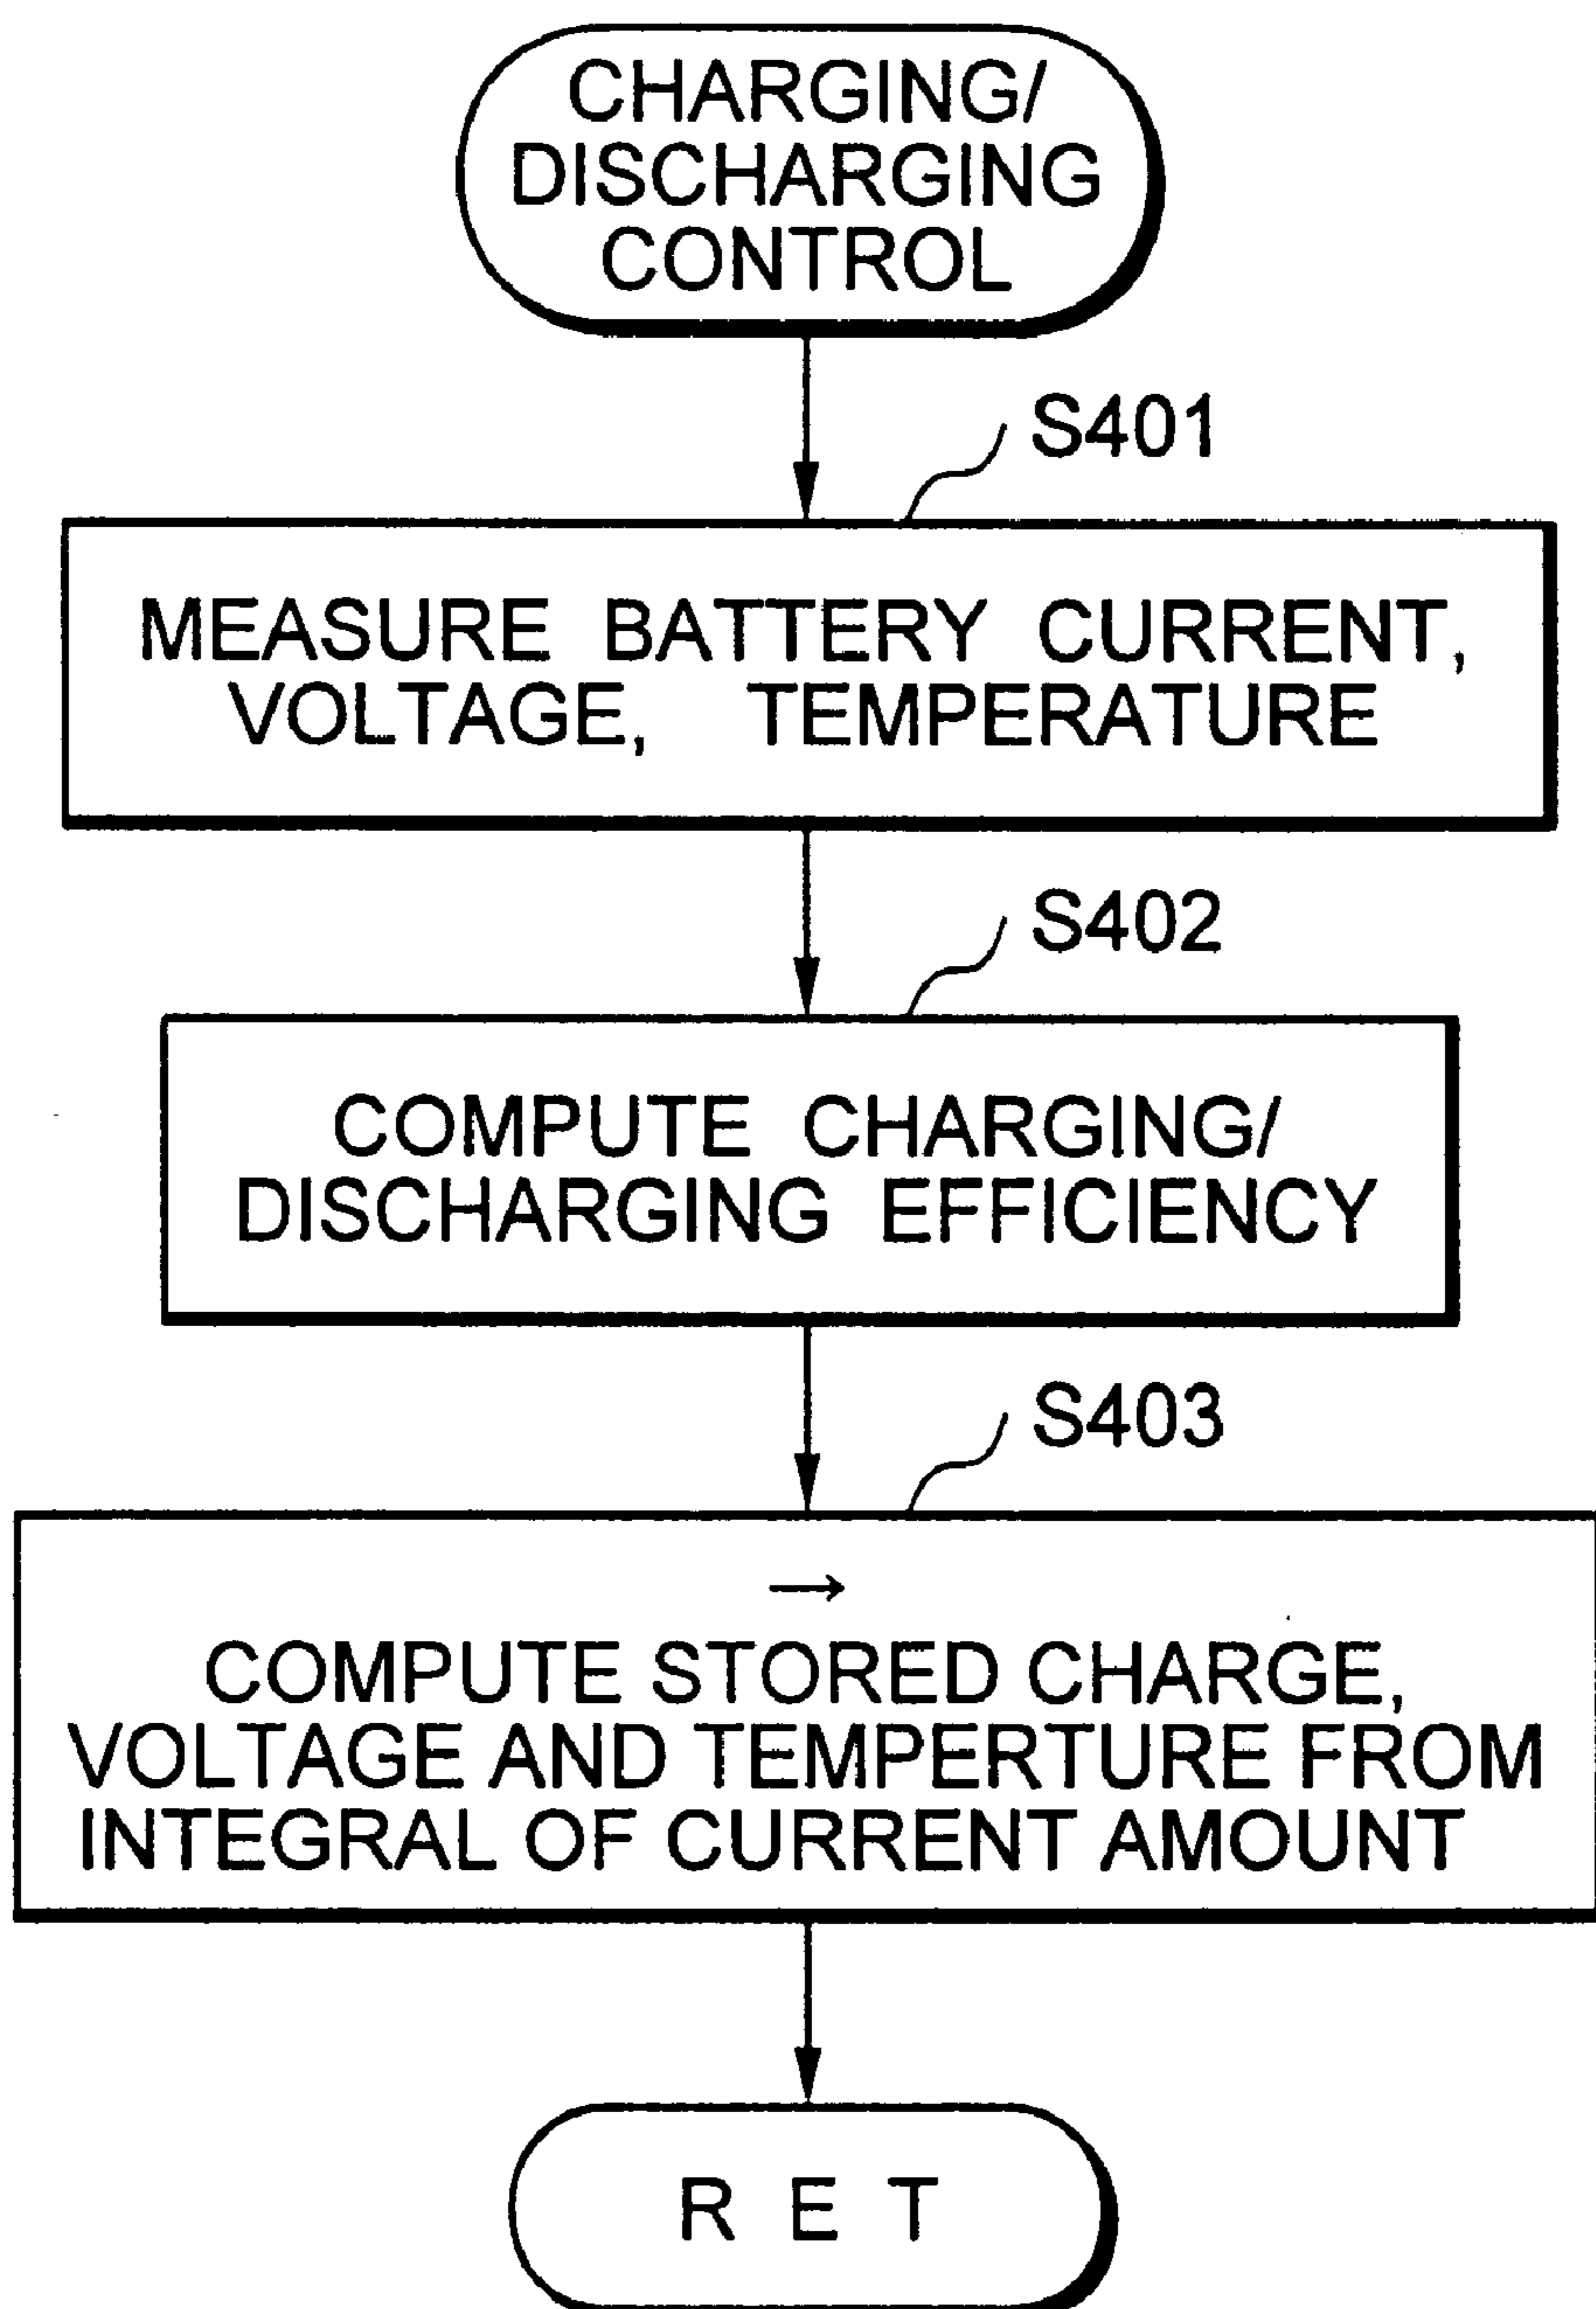 CHARGING/
DISCHARGING
CONTROL
S401
MEASURE BATTERY CURRENT,
VOLTAGE, TEMPERATURE
S402
COMPUTE CHARGING/
DISCHARGING EFFICIENCY
S403
→
COMPUTE STORED CHARGE,
VOLTAGE AND TEMPERTURE FROM
INTEGRAL OF CURRENT AMOUNT
R E T